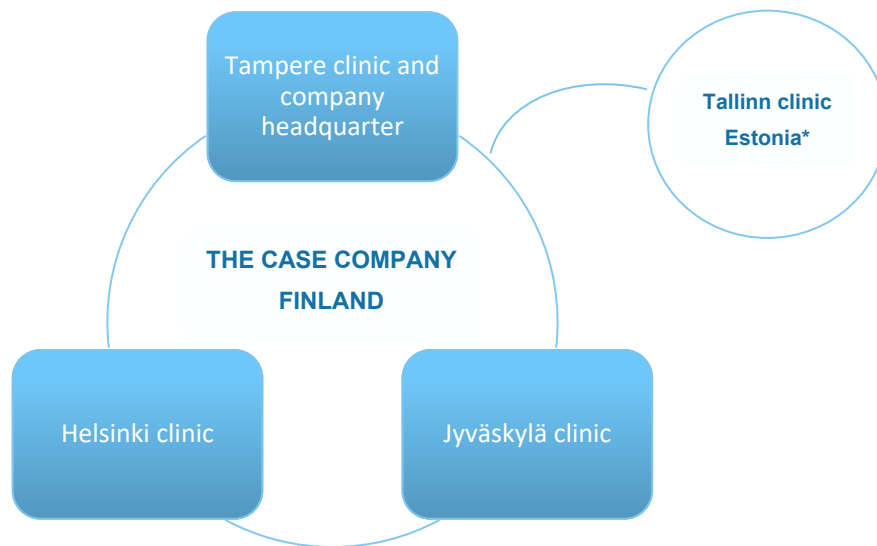 Tampere clinic and
company
headquarter
Tallinn clinic
Estonia*
THE CASE COMPANY
FINLAND
Helsinki clinic
Jyväskylä clinic